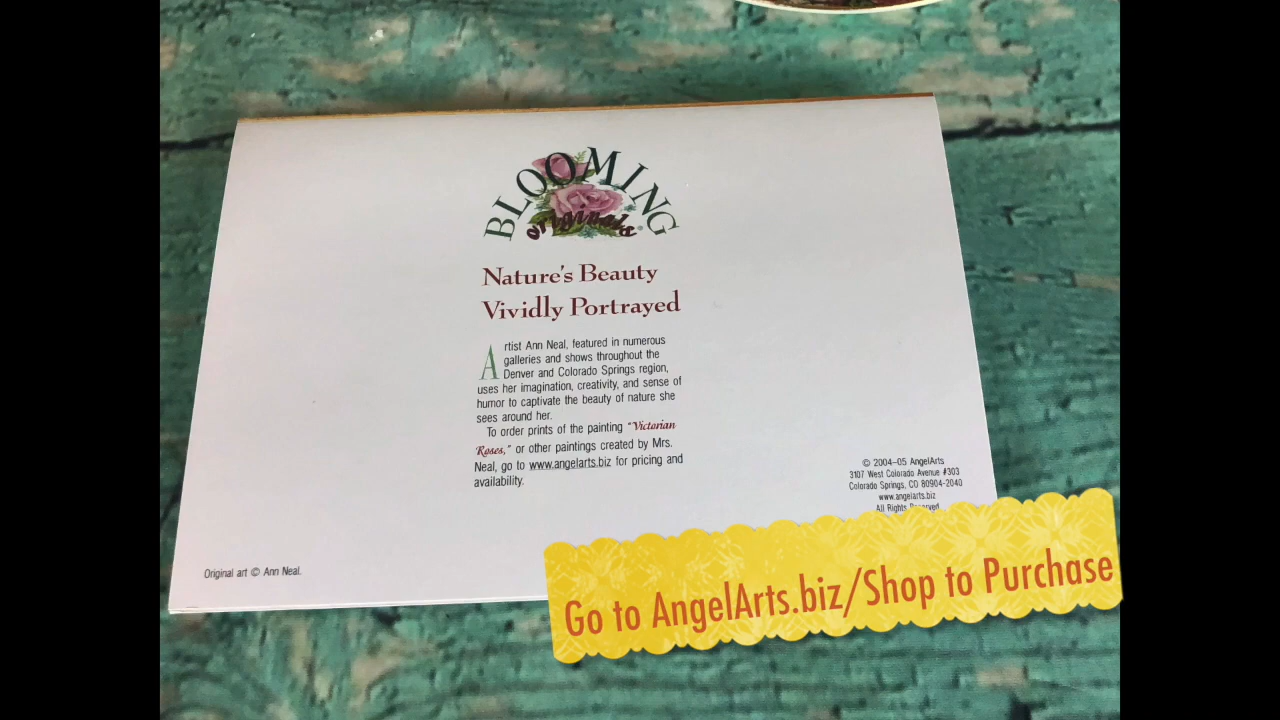 BLOOMING
originals®
Nature's Beauty
Vividly Portrayed
Artist Ann Neal, featured in numerous
galleries and shows throughout the
Denver and Colorado Springs region,
uses her imagination, creativity, and sense of
humor to captivate the beauty of nature she
sees around her.
To order prints of the painting "Victorian
Roses," or other paintings created by Mrs.
Neal, go to www.angelarts.biz for pricing and
availability.
© 2004-05 AngelArts
3107 West Colorado Avenue #303
Colorado Springs, CO 80904-2040
www.angelarts.biz
All Rights Reserved
Original art © Ann Neal.
Go to AngelArts.biz/Shop to Purchase